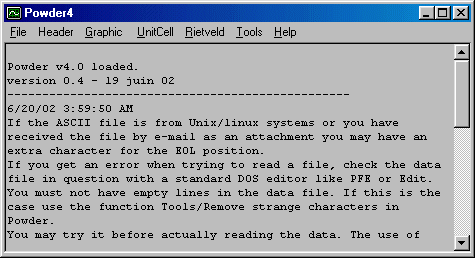 Powder4
File Header Graphic UnitCell Rietveld Tools Help
Powder v4.0 loaded.
version 0.4 - 19 juin 02
--------------------------------------------------
6/20/02 3:59:50 AM
If the ASCII file is from Unix/linux systems or you have
received the file by e-mail as an attachment you may have an
extra character for the EOL position.
If you get an error when trying to read a file, check the data
file in question with a standard DOS editor like PFE or Edit.
You must not have empty lines in the data file. If this is the
case use the function Tools/Remove strange characters in
Powder.
You may try it before actually reading the data. The use of